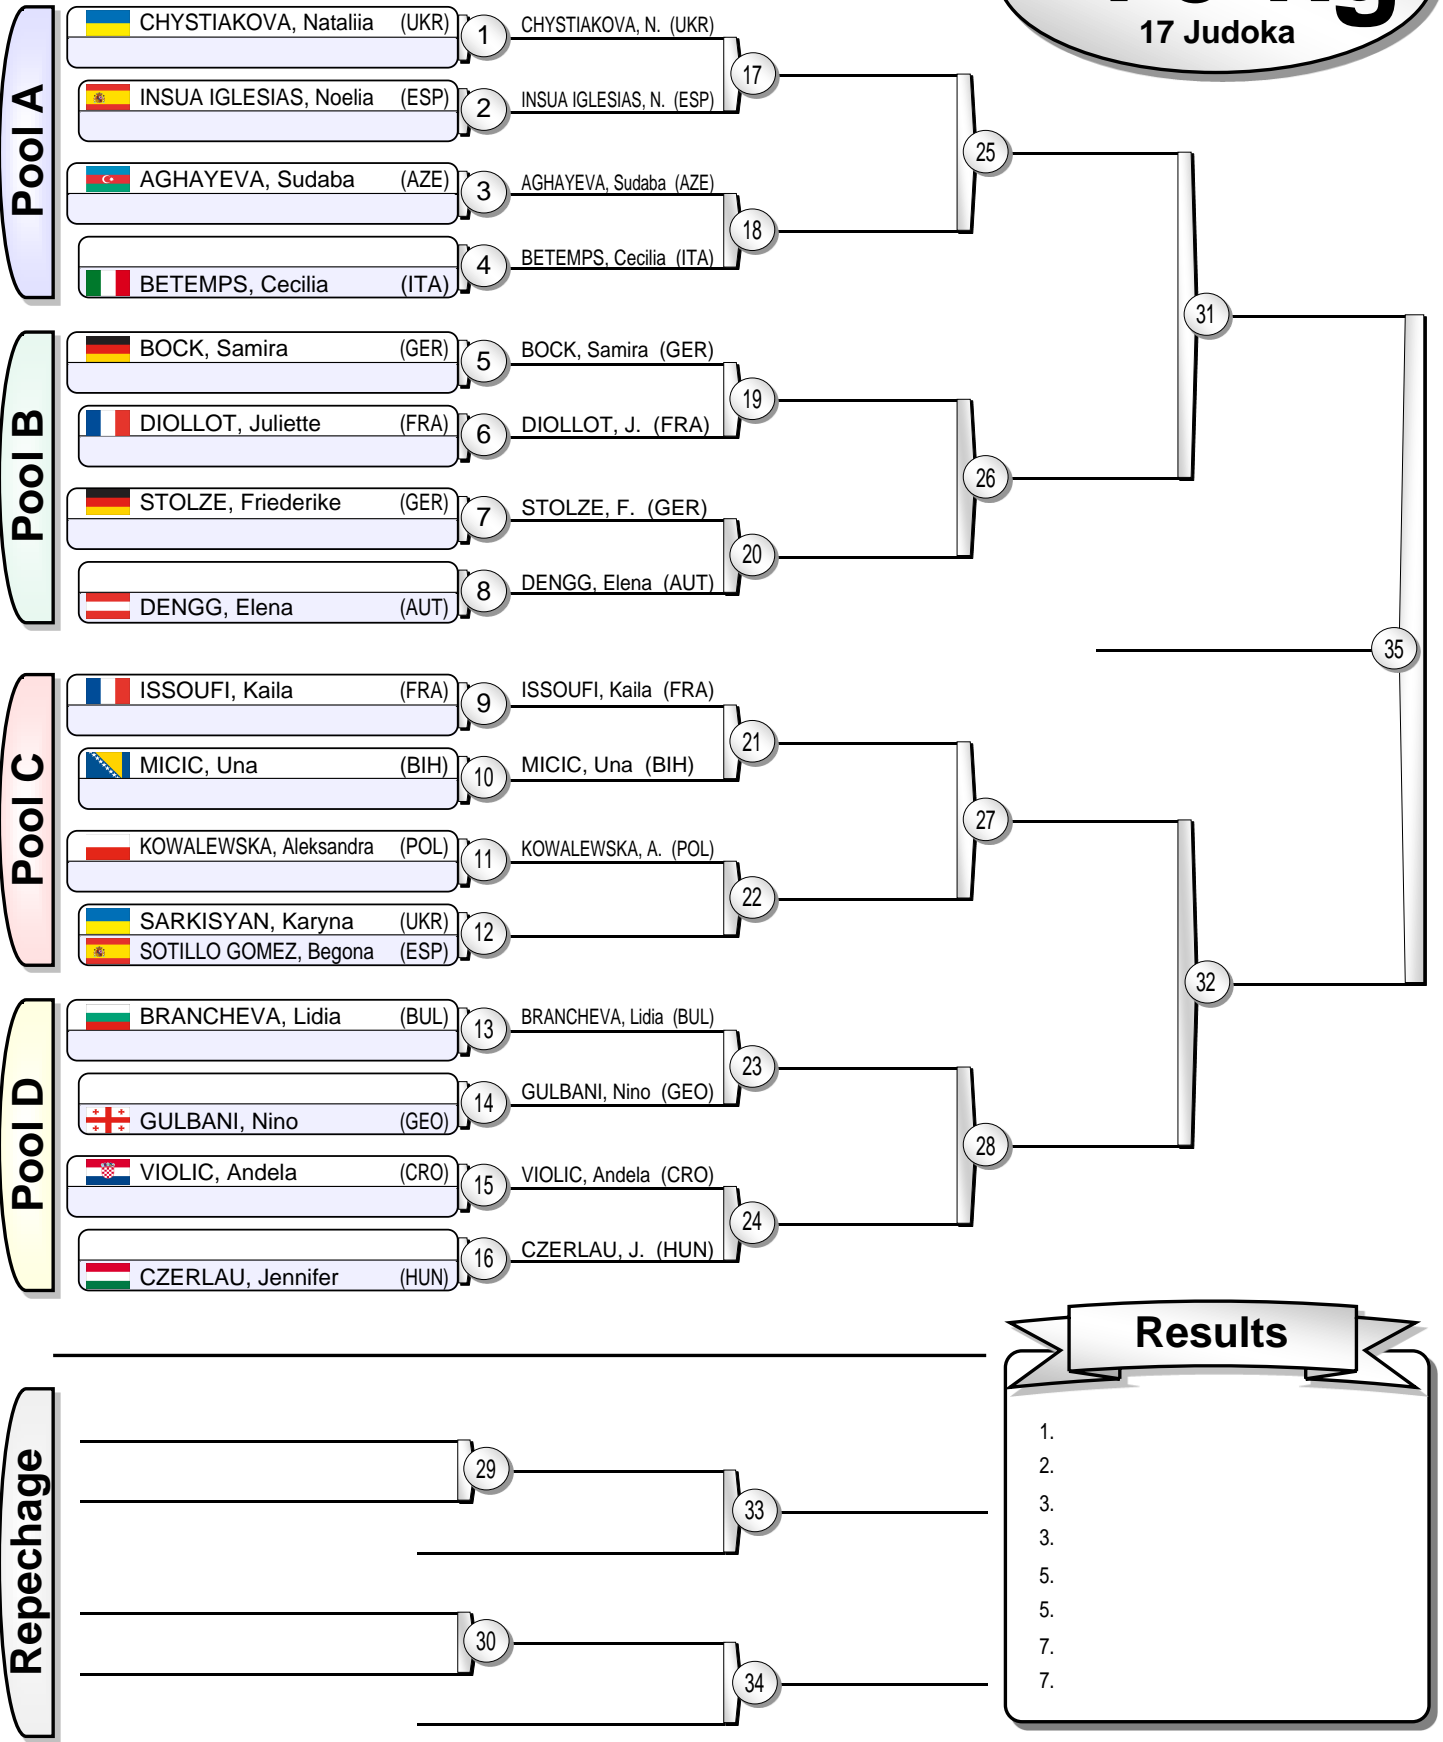 17 Judoka
Pool A
CHYSTIAKOVA, Nataliia (UKR) 1 CHYSTIAKOVA, N. (UKR)
17
INSUA IGLESIAS, Noelia (ESP) 2 INSUA IGLESIAS, N. (ESP)
25
AGHAYEVA, Sudaba (AZE) 3 AGHAYEVA, Sudaba (AZE)
18
4 BETEMPS, Cecilia (ITA)
BETEMPS, Cecilia (ITA)
31
Pool B
BOCK, Samira (GER) 5 BOCK, Samira (GER)
19
DIOLLOT, Juliette (FRA) 6 DIOLLOT, J. (FRA)
26
STOLZE, Friederike (GER) 7 STOLZE, F. (GER)
20
8 DENGG, Elena (AUT)
DENGG, Elena (AUT)
35
Pool C
ISSOUFI, Kaila (FRA) 9 ISSOUFI, Kaila (FRA)
21
MICIC, Una (BIH) 10 MICIC, Una (BIH)
27
KOWALEWSKA, Aleksandra (POL) 11 KOWALEWSKA, A. (POL)
22
SARKISYAN, Karyna (UKR) 12
SOTILLO GOMEZ, Begona (ESP)
32
Pool D
BRANCHEVA, Lidia (BUL) 13 BRANCHEVA, Lidia (BUL)
23
14 GULBANI, Nino (GEO)
GULBANI, Nino (GEO)
28
VIOLIC, Andela (CRO) 15 VIOLIC, Andela (CRO)
24
16 CZERLAU, J. (HUN)
CZERLAU, Jennifer (HUN)
Repechage
29
33
30
34
Results
1.
2.
3.
3.
5.
5.
7.
7.